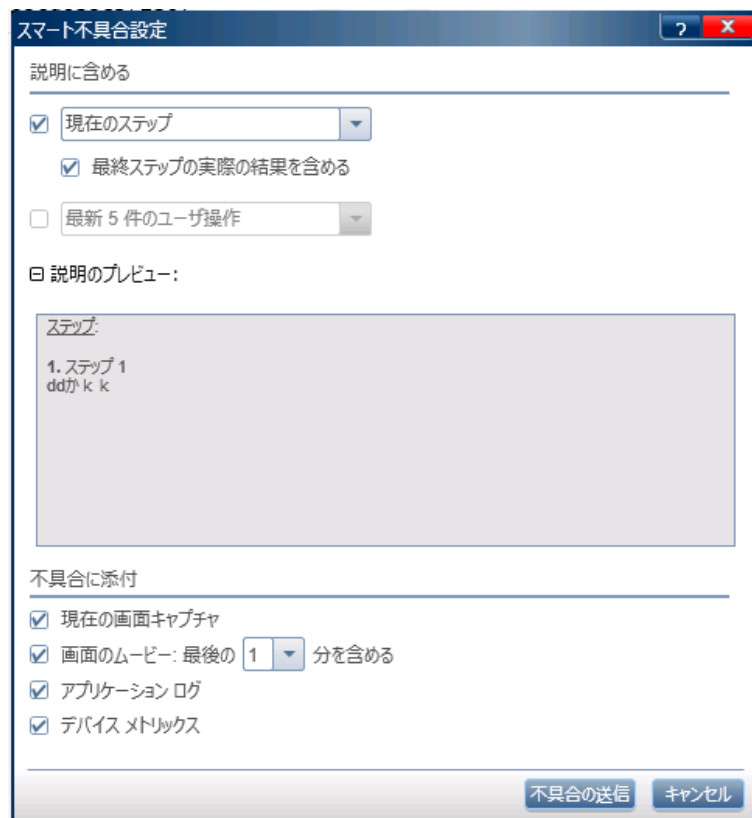 スマート不具合設定
?
説明に含める
現在のステップ
最終ステップの実際の結果を含める
最新 5 件のユーザ操作
説明のプレビュー:
ステップ:
1. ステップ 1
ddかｋｋ
不具合に添付
現在の画面キャプチャ
画面のムービー: 最後の 1 分を含める
アプリケーション ログ
デバイス メトリックス
不具合の送信 キャンセル